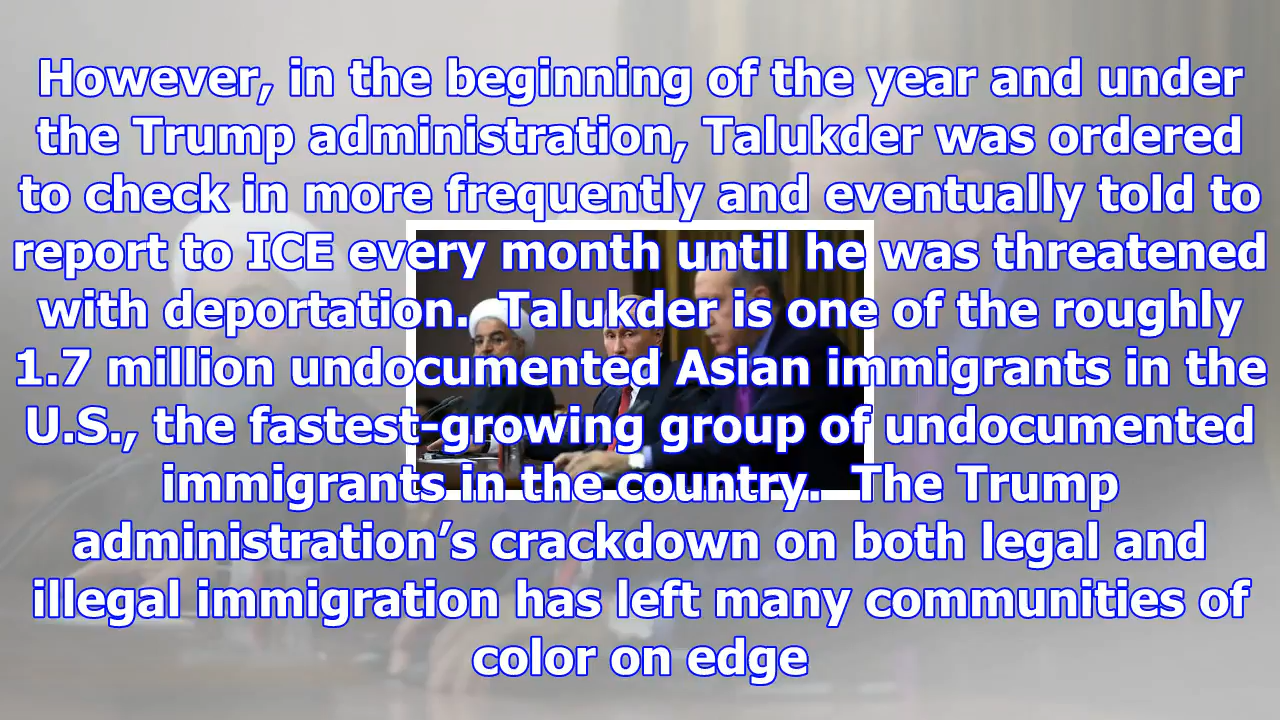 However, in the beginning of the year and under
the Trump administration, Talukder was ordered
to check in more frequently and eventually told to
report to ICE every month until he was threatened
with deportation.  Talukder is one of the roughly
1.7 million undocumented Asian immigrants in the
U.S., the fastest-growing group of undocumented
immigrants in the country.  The Trump
administration’s crackdown on both legal and
illegal immigration has left many communities of
color on edge